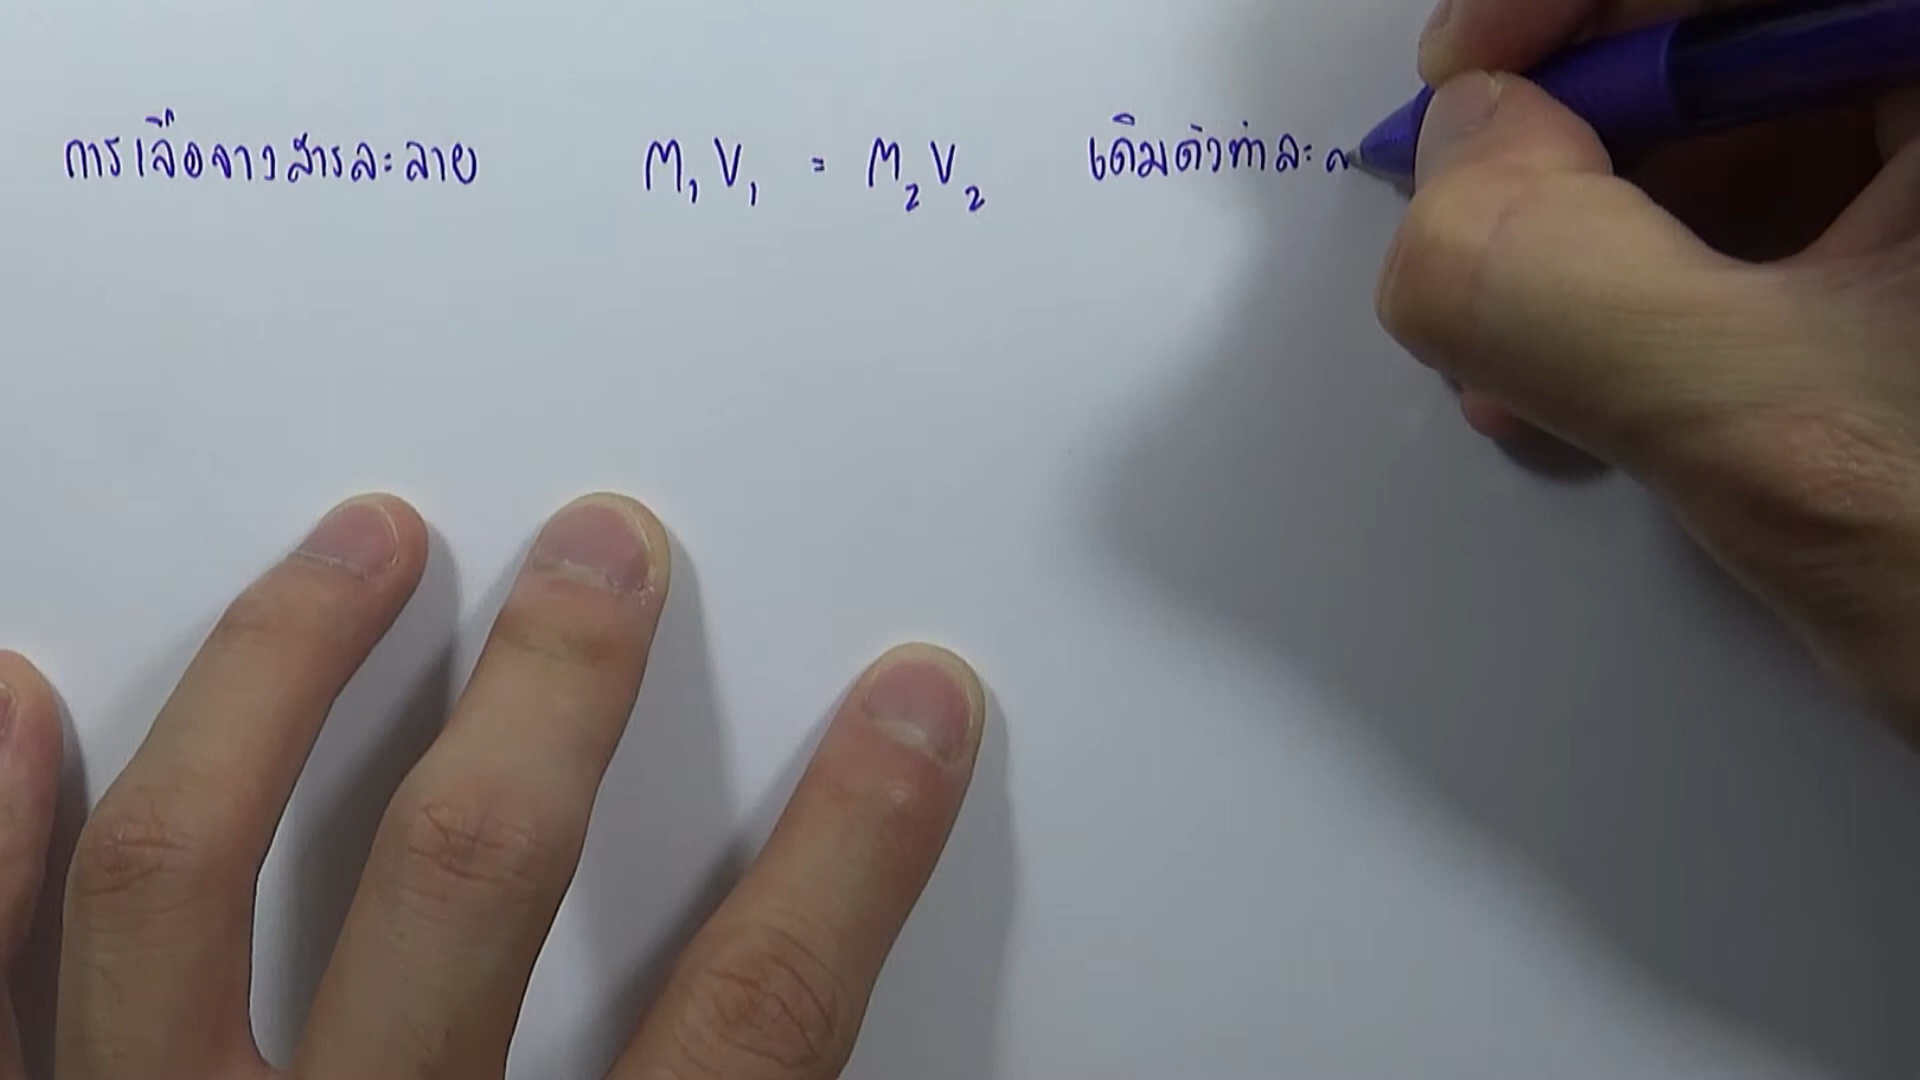 การเจือจางสารละลาย M₁V₁ = M₂V₂ เติมตัวทำละ